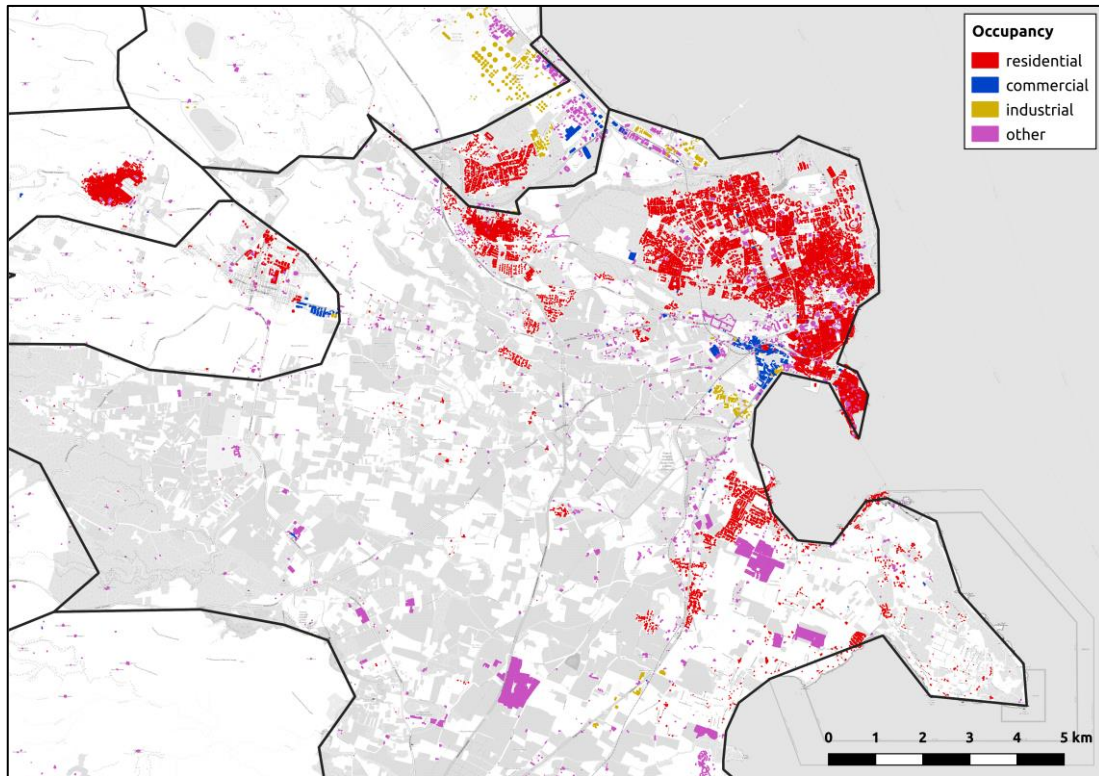 Occupancy
residential
commercial
industrial
other
0 1 2 3 4 5 km